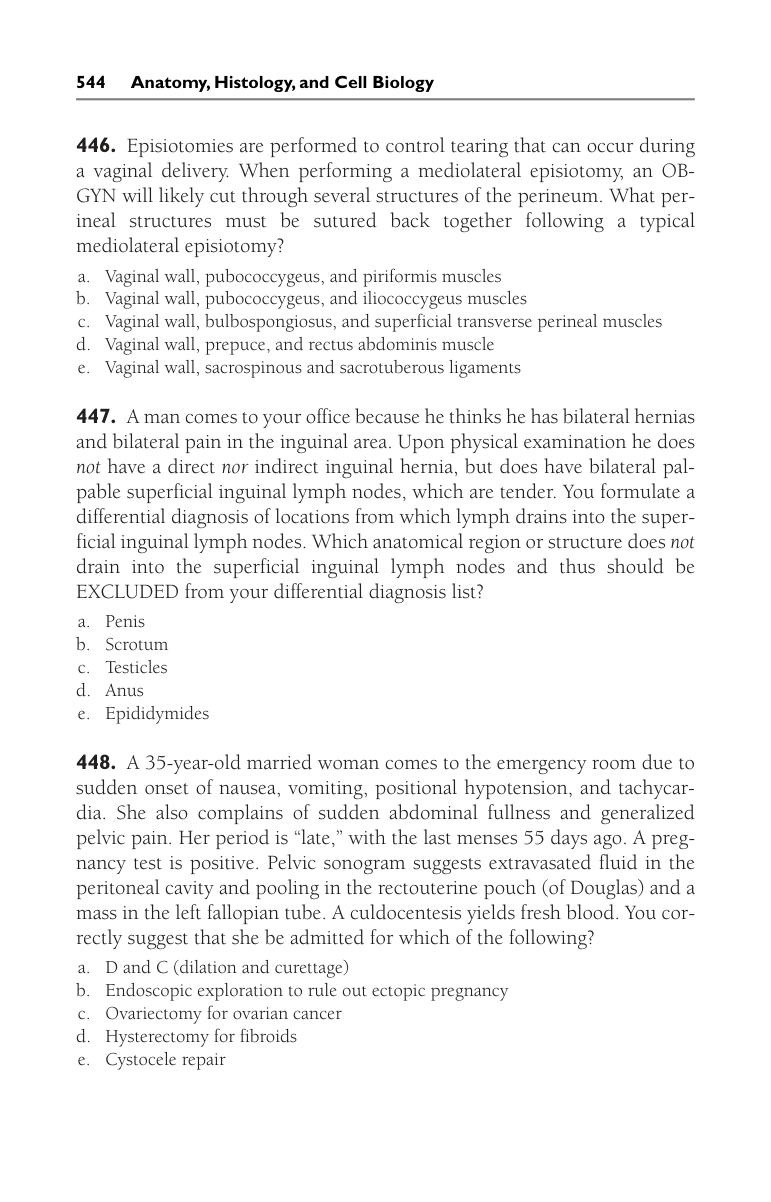 544 Anatomy, Histology, and Cell Biology
446. Episiotomies are performed to control tearing that can occur during
a vaginal delivery. When performing a mediolateral episiotomy, an OB-
GYN will likely cut through several structures of the perineum. What per-
ineal structures must be sutured back together following a typical
mediolateral episiotomy?
a. Vaginal wall, pubococcygeus, and piriformis muscles
b. Vaginal wall, pubococcygeus, and iliococcygeus muscles
c. Vaginal wall, bulbospongiosus, and superficial transverse perineal muscles
d. Vaginal wall, prepuce, and rectus abdominis muscle
e. Vaginal wall, sacrospinous and sacrotuberous ligaments
447. A man comes to your office because he thinks he has bilateral hernias
and bilateral pain in the inguinal area. Upon physical examination he does
not have a direct nor indirect inguinal hernia, but does have bilateral pal-
pable superficial inguinal lymph nodes, which are tender. You formulate a
differential diagnosis of locations from which lymph drains into the super-
ficial inguinal lymph nodes. Which anatomical region or structure does not
drain into the superficial inguinal lymph nodes and thus should be
EXCLUDED from your differential diagnosis list?
a. Penis
b. Scrotum
c. Testicles
d. Anus
e. Epididymides
448. A 35-year-old married woman comes to the emergency room due to
sudden onset of nausea, vomiting, positional hypotension, and tachycar-
dia. She also complains of sudden abdominal fullness and generalized
pelvic pain. Her period is “late,” with the last menses 55 days ago. A preg-
nancy test is positive. Pelvic sonogram suggests extravasated fluid in the
peritoneal cavity and pooling in the rectouterine pouch (of Douglas) and a
mass in the left fallopian tube. A culdocentesis yields fresh blood. You cor-
rectly suggest that she be admitted for which of the following?
a. D and C (dilation and curettage)
b. Endoscopic exploration to rule out ectopic pregnancy
c. Ovariectomy for ovarian cancer
d. Hysterectomy for fibroids
e. Cystocele repair